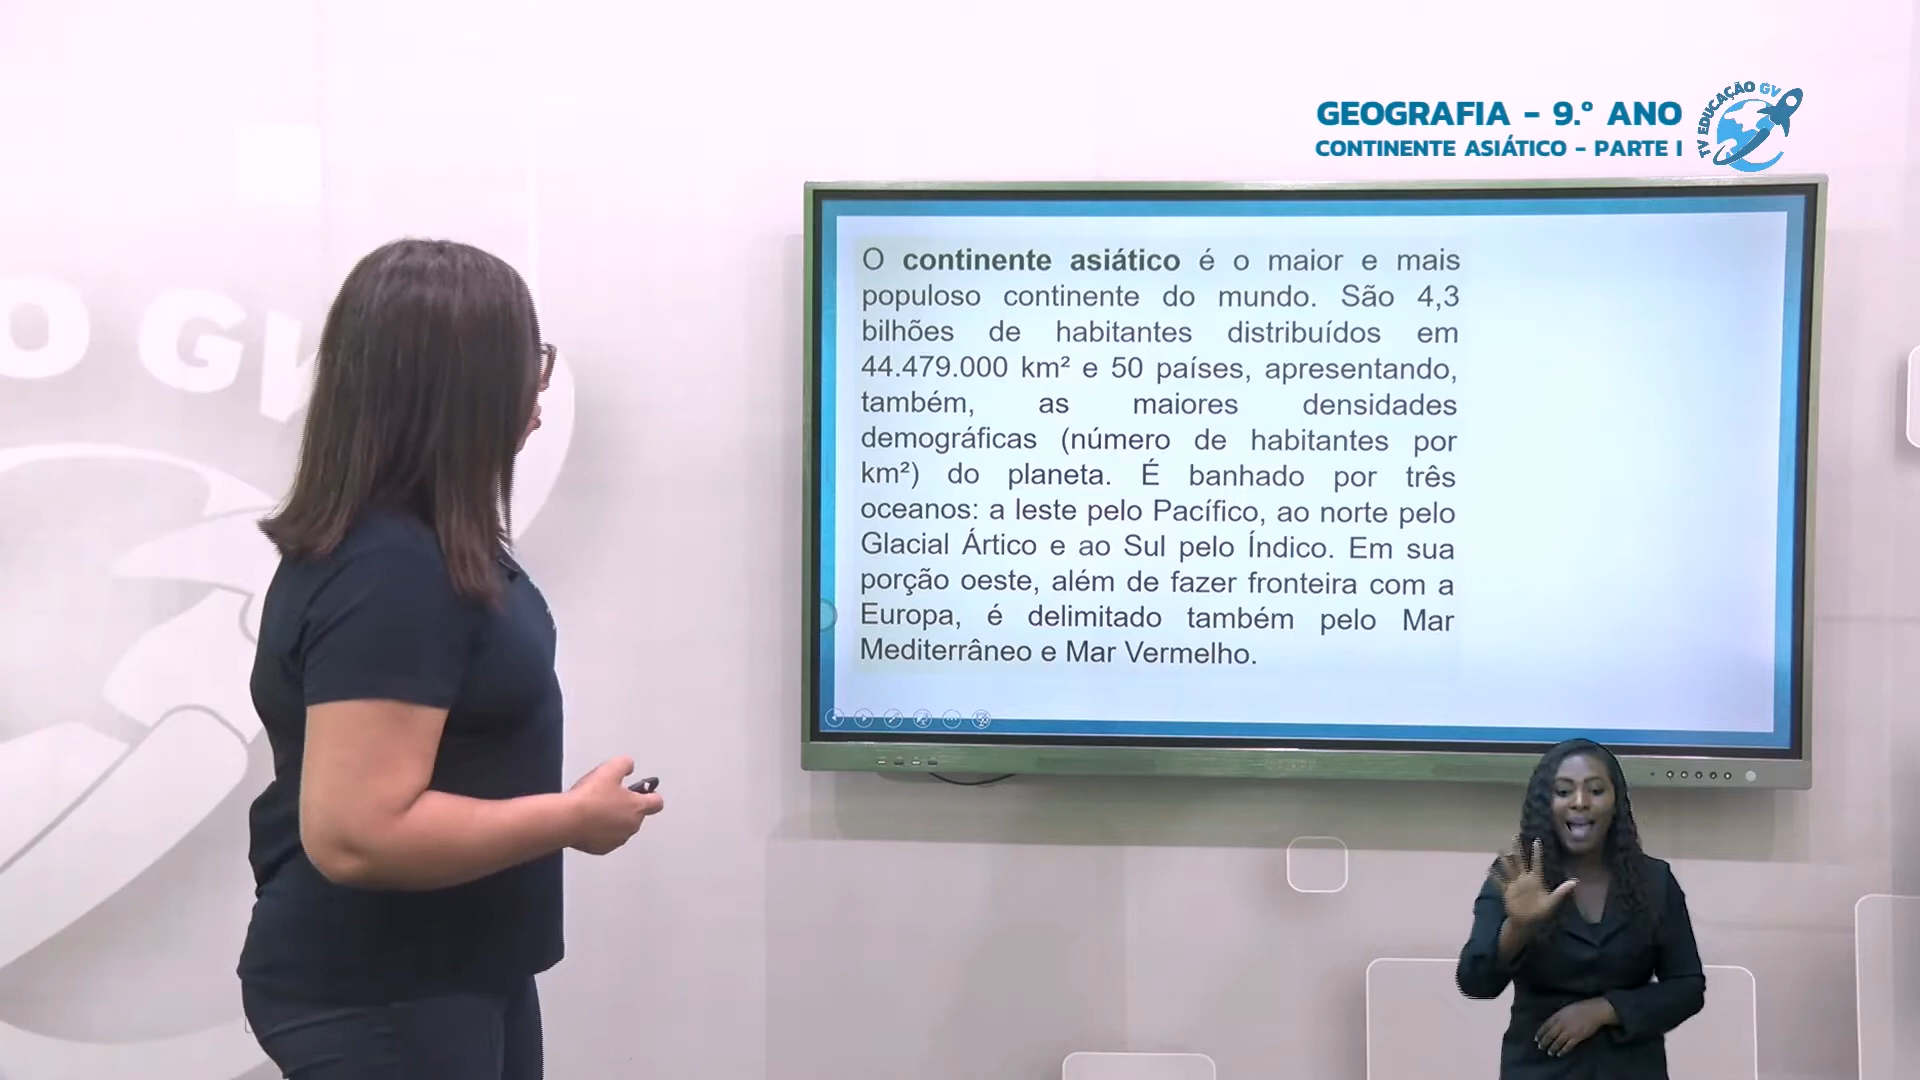 GEOGRAFIA - 9.º ANO
CONTINENTE ASIÁTICO - PARTE I
TV EDUCAÇÃO GV
O GV
O continente asiático é o maior e mais
populoso continente do mundo. São 4,3
bilhões de habitantes distribuídos em
44.479.000 km² e 50 países, apresentando,
também, as maiores densidades
demográficas (número de habitantes por
km²) do planeta. É banhado por três
oceanos: a leste pelo Pacífico, ao norte pelo
Glacial Ártico e ao Sul pelo Índico. Em sua
porção oeste, além de fazer fronteira com a
Europa, é delimitado também pelo Mar
Mediterrâneo e Mar Vermelho.